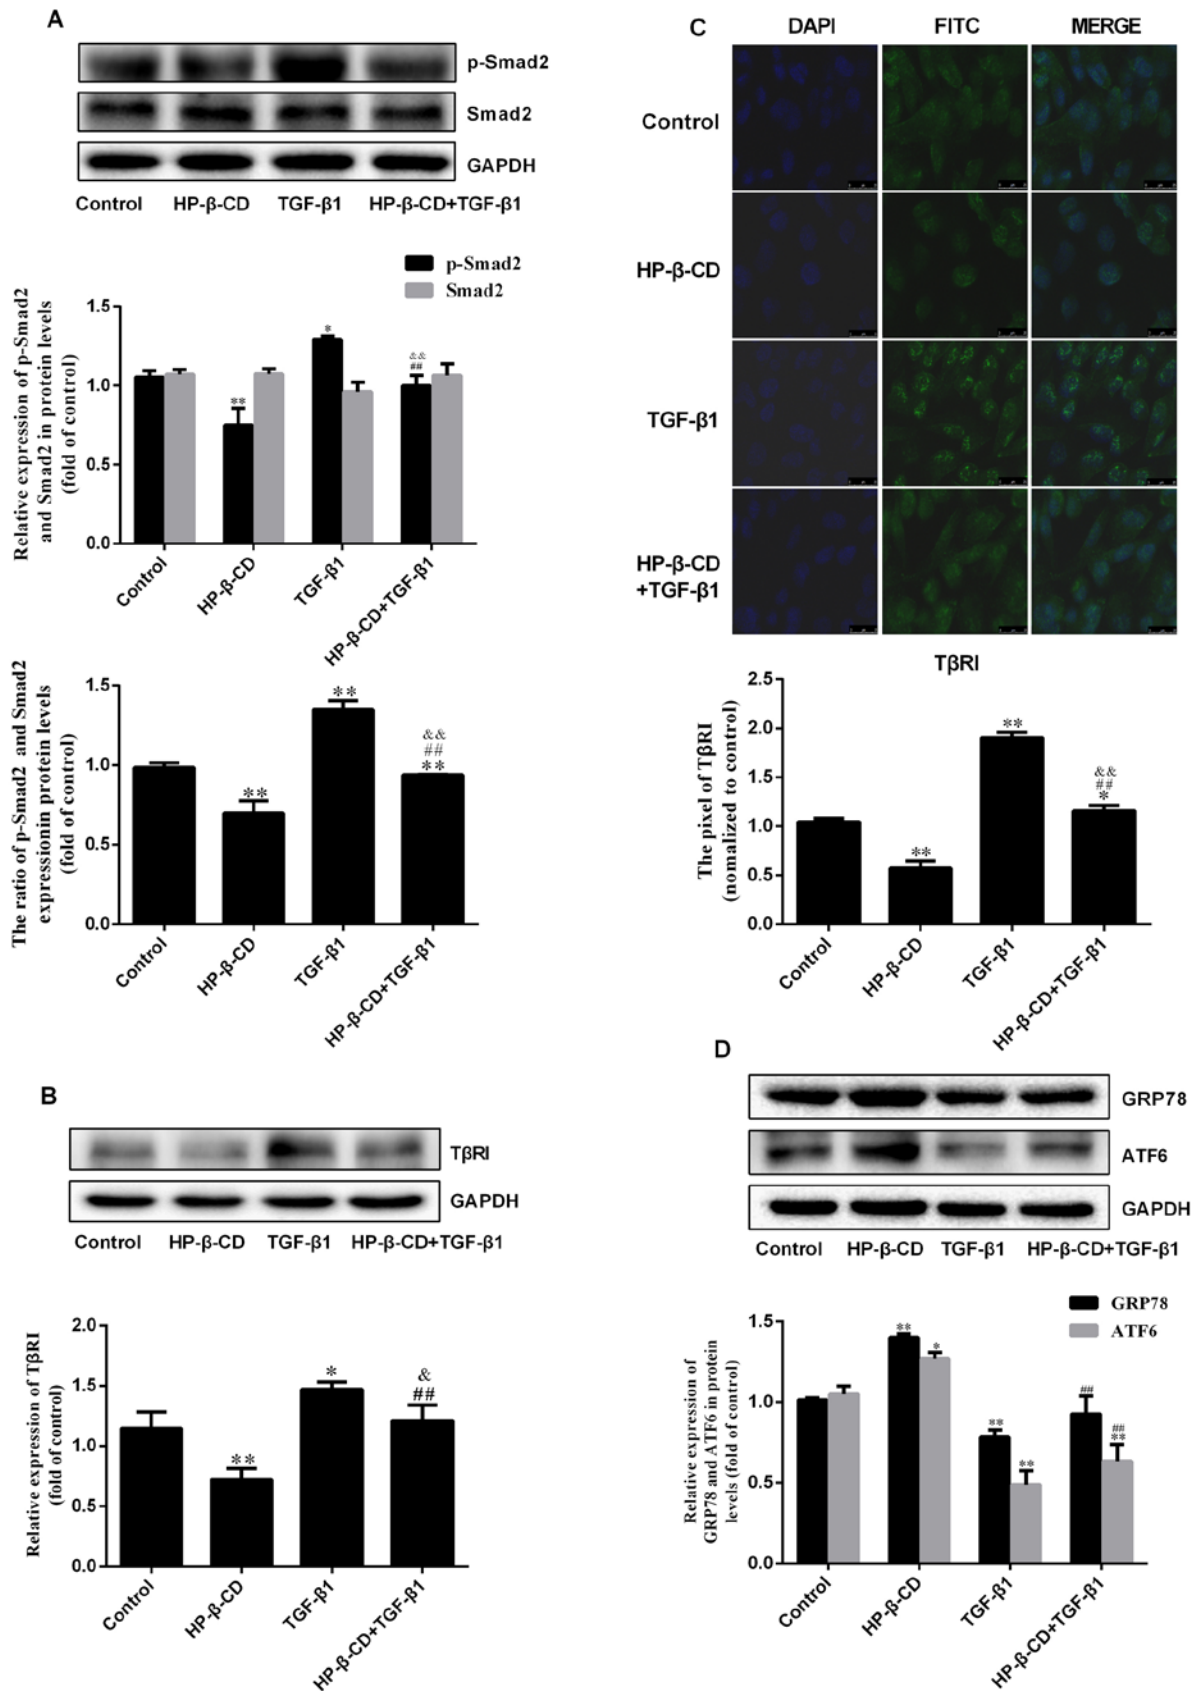 A
p-Smad2
Smad2
GAPDH
Control HP-β-CD TGF-β1 HP-β-CD+TGF-β1
p-Smad2
Smad2
Relative expression of p-Smad2
and Smad2 in protein levels
(fold of control)
1.5
1.0
0.5
0.0
**
*
&&
##
Control
HP-β-CD
TGF-β1
HP-β-CD+TGF-β1
The ratio of p-Smad2 and Smad2
expressionin protein levels
(fold of control)
1.5
1.0
0.5
0.0
**
**
&&
##
**
Control
HP-β-CD
TGF-β1
HP-β-CD+TGF-β1
B
TβRI
GAPDH
Control HP-β-CD TGF-β1 HP-β-CD+TGF-β1
Relative expression of TβRI
(fold of control)
2.0
1.5
1.0
0.5
0.0
**
*
&
##
Control
HP-β-CD
TGF-β1
HP-β-CD+TGF-β1
C
DAPI FITC MERGE
Control
HP-β-CD
TGF-β1
HP-β-CD
+TGF-β1
TβRI
The pixel of TβRI
(nomalized to control)
2.5
2.0
1.5
1.0
0.5
0.0
**
**
&&
##
*
Control
HP-β-CD
TGF-β1
HP-β-CD+TGF-β1
D
GRP78
ATF6
GAPDH
Control HP-β-CD TGF-β1 HP-β-CD+TGF-β1
GRP78
ATF6
Relative expression of
GRP78 and ATF6 in protein
levels (fold of control)
1.5
1.0
0.5
0.0
**
*
**
**
##
##
**
Control
HP-β-CD
TGF-β1
HP-β-CD+TGF-β1